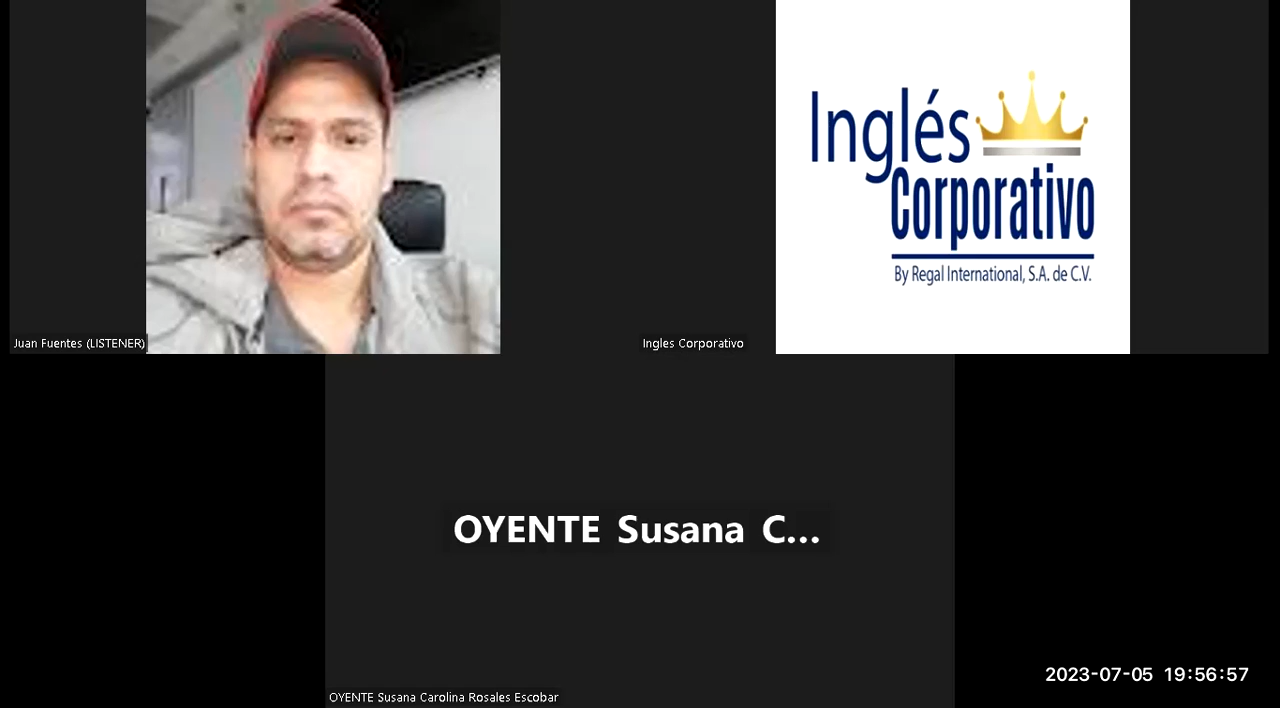 Inglés
Corporativo
By Regal International, S.A. de C.V.
Juan Fuentes (LISTENER)
Ingles Corporativo
OYENTE Susana C...
OYENTE Susana Carolina Rosales Escobar
2023-07-05 19:56:57